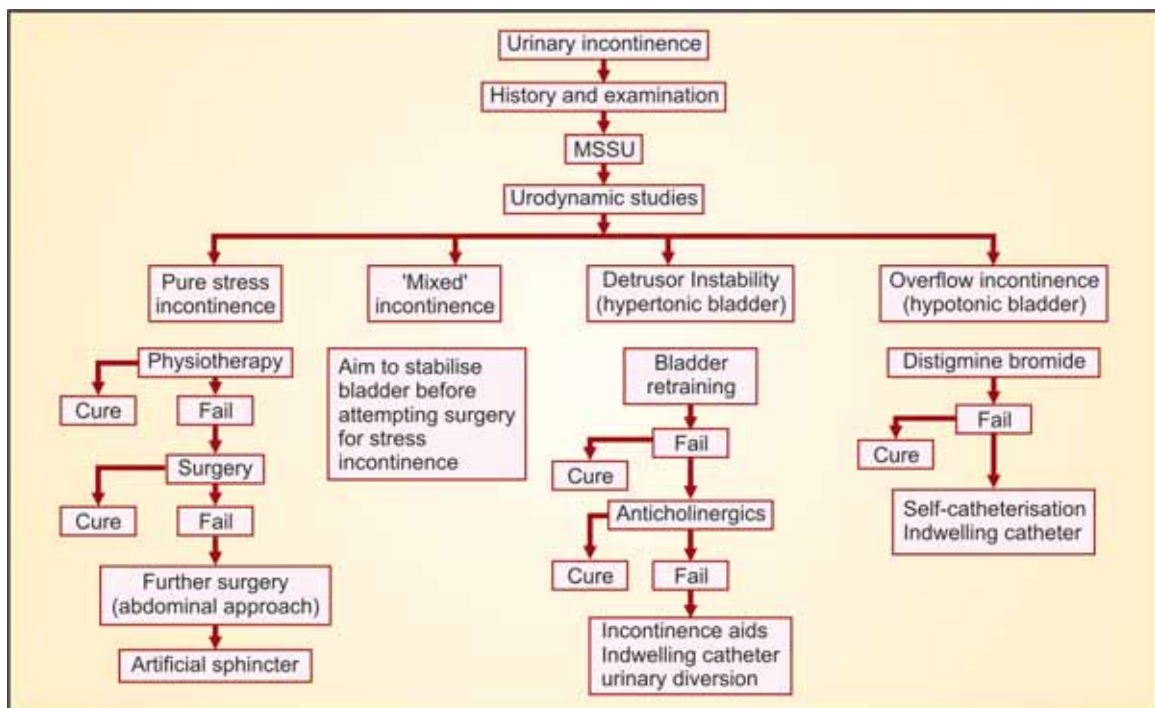 Urinary incontinence
History and examination
MSSU
Urodynamic studies
Pure stress
incontinence
'Mixed'
incontinence
Detrusor Instability
(hypertonic bladder)
Overflow incontinence
(hypotonic bladder)
Physiotherapy
Cure
Fail
Surgery
Cure
Fail
Further surgery
(abdominal approach)
Artificial sphincter
Aim to stabilise
bladder before
attempting surgery
for stress
incontinence
Bladder
retraining
Fail
Cure
Anticholinergics
Cure
Fail
Incontinence aids
Indwelling catheter
urinary diversion
Distigmine bromide
Fail
Cure
Self-catheterisation
Indwelling catheter